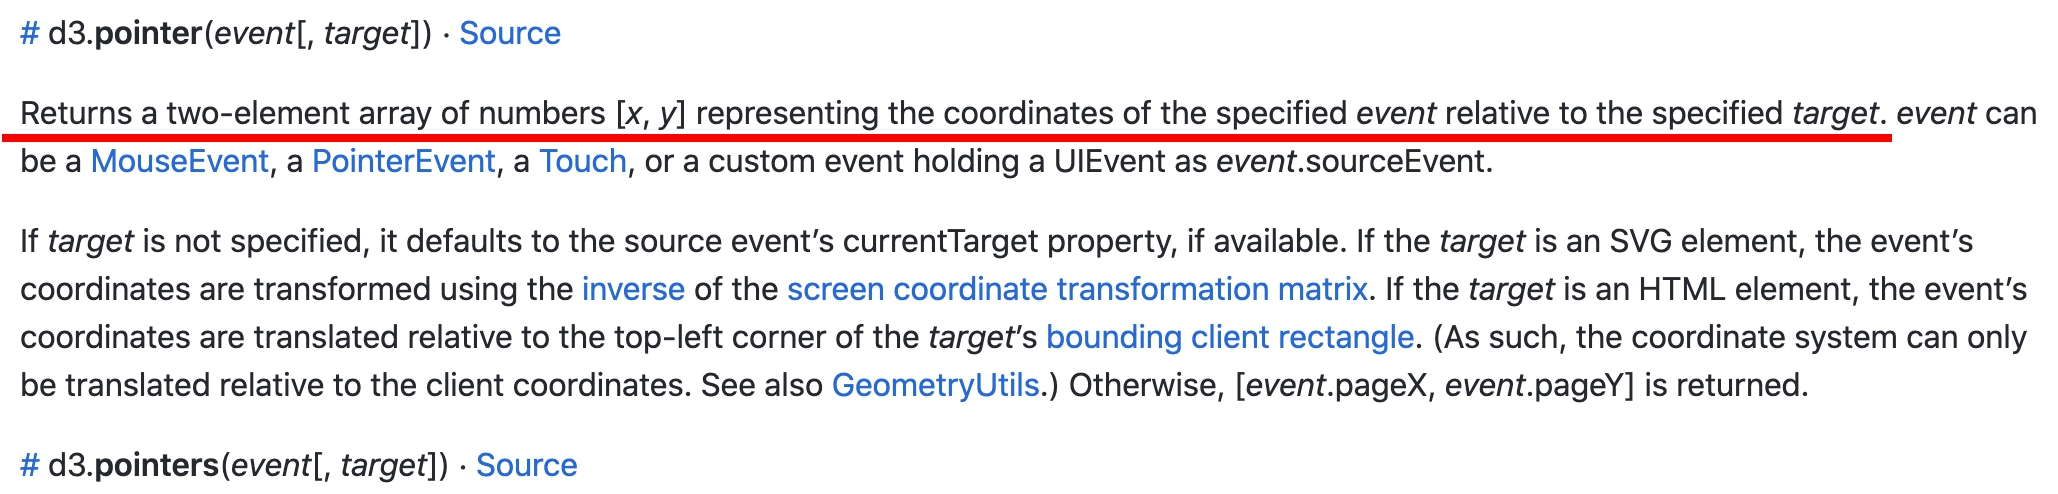 # d3.pointer(event[, target]) · Source
Returns a two-element array of numbers [x, y] representing the coordinates of the specified event relative to the specified target. event can
be a MouseEvent, a PointerEvent, a Touch, or a custom event holding a UIEvent as event.sourceEvent.
If target is not specified, it defaults to the source event’s currentTarget property, if available. If the target is an SVG element, the event’s
coordinates are transformed using the inverse of the screen coordinate transformation matrix. If the target is an HTML element, the event’s
coordinates are translated relative to the top-left corner of the target’s bounding client rectangle. (As such, the coordinate system can only
be translated relative to the client coordinates. See also GeometryUtils.) Otherwise, [event.pageX, event.pageY] is returned.
# d3.pointers(event[, target]) · Source